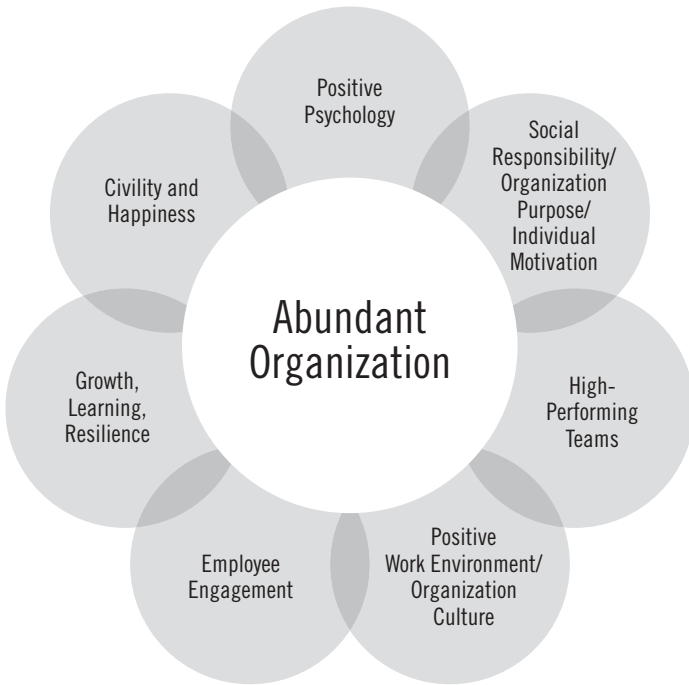 Positive
Psychology
Social
Responsibility/
Organization
Purpose/
Individual
Motivation
High-
Performing
Teams
Positive
Work Environment/
Organization
Culture
Employee
Engagement
Growth,
Learning,
Resilience
Civility and
Happiness
Abundant
Organization